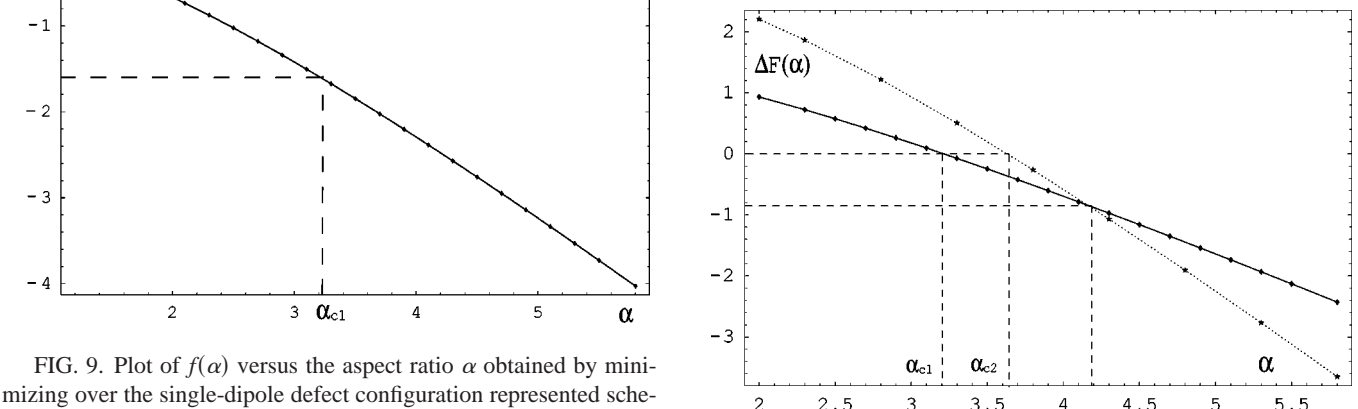 -1
-2
-3
-4
2 3 αc1 4 5 α
FIG. 9. Plot of f(α) versus the aspect ratio α obtained by mini-
mizing over the single-dipole defect configuration represented sche-
2
ΔF(α)
1
0
-1
-2
-3
αc1 αc2 α
2 2.5 3 3.5 4 4.5 5 5.5